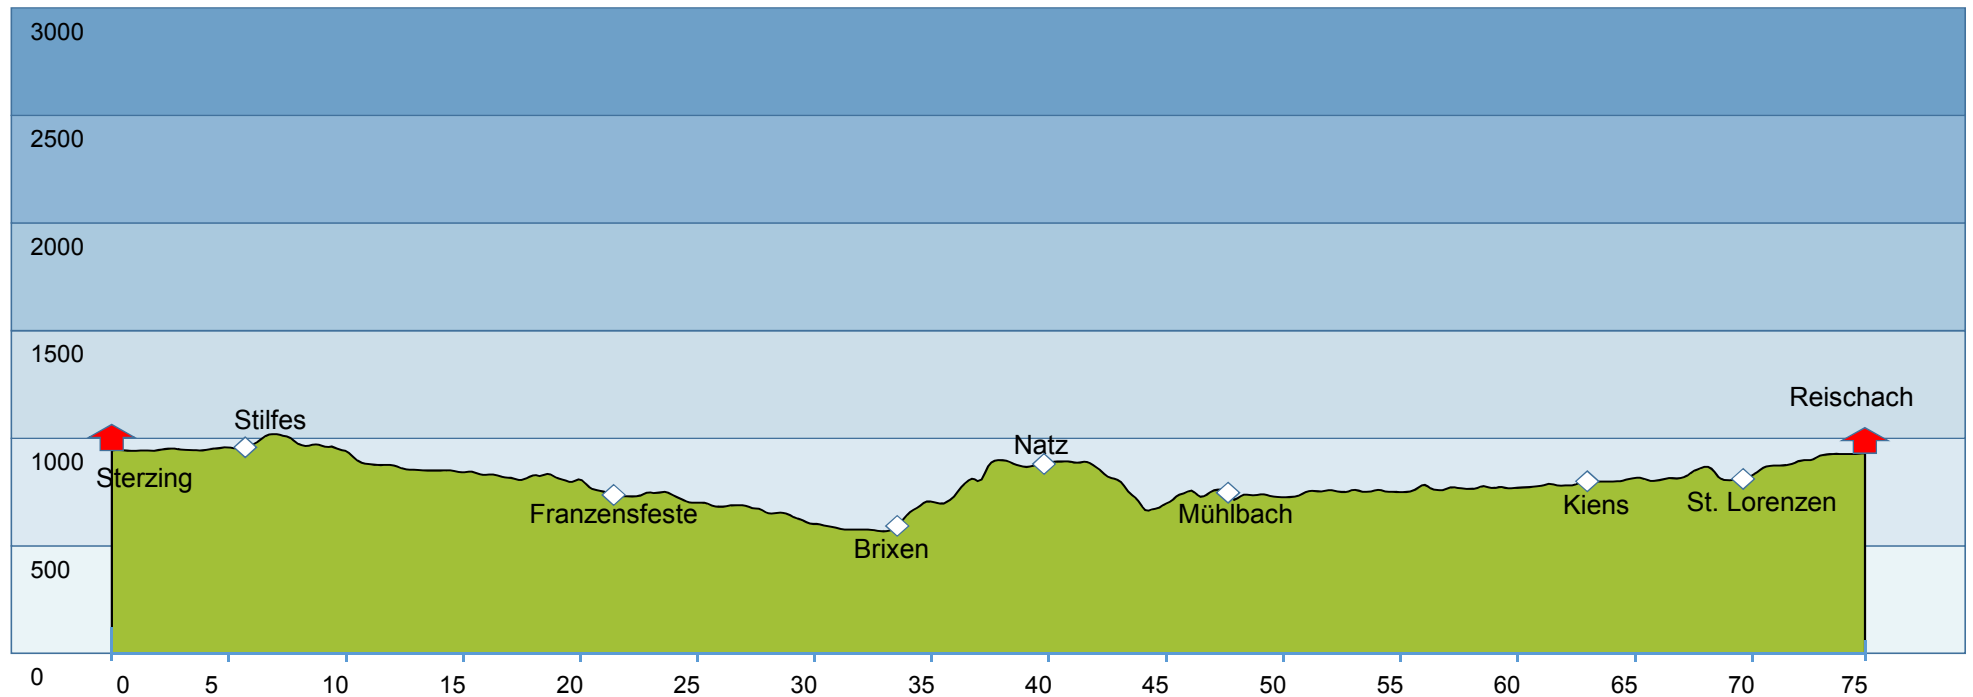 3000
2500
2000
1500
Reischach
Stilfes
Natz
1000
Sterzing
Kiens
St. Lorenzen
Franzensfeste
Mühlbach
Brixen
500
0
0 5 10 15 20 25 30 35 40 45 50 55 60 65 70 75